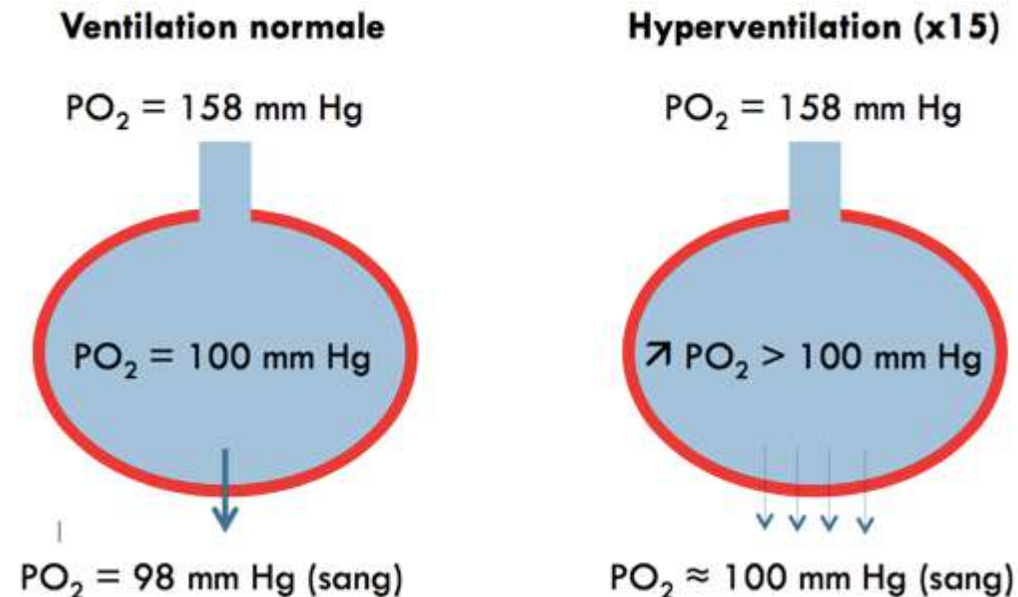 Ventilation normale
PO₂ = 158 mm Hg
PO₂ = 100 mm Hg
PO₂ = 98 mm Hg (sang)
Hyperventilation (x15)
PO₂ = 158 mm Hg
↗ PO₂ > 100 mm Hg
PO₂ ≈ 100 mm Hg (sang)